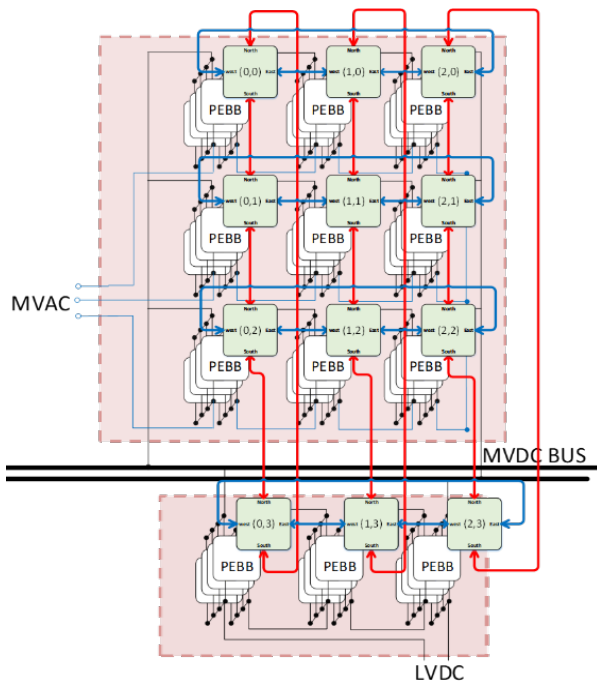 North North North
west (0,0) East west (1,0) East west (2,0) East
South South South
PEBB PEBB PEBB
North North North
west (0,1) East west (1,1) East west (2,1) East
South South South
PEBB PEBB PEBB
MVAC
North North North
west (0,2) East west (1,2) East west (2,2) East
South South South
PEBB PEBB PEBB
MVDC BUS
North North North
west (0,3) East west (1,3) East west (2,3) East
South South South
PEBB PEBB PEBB
LVDC